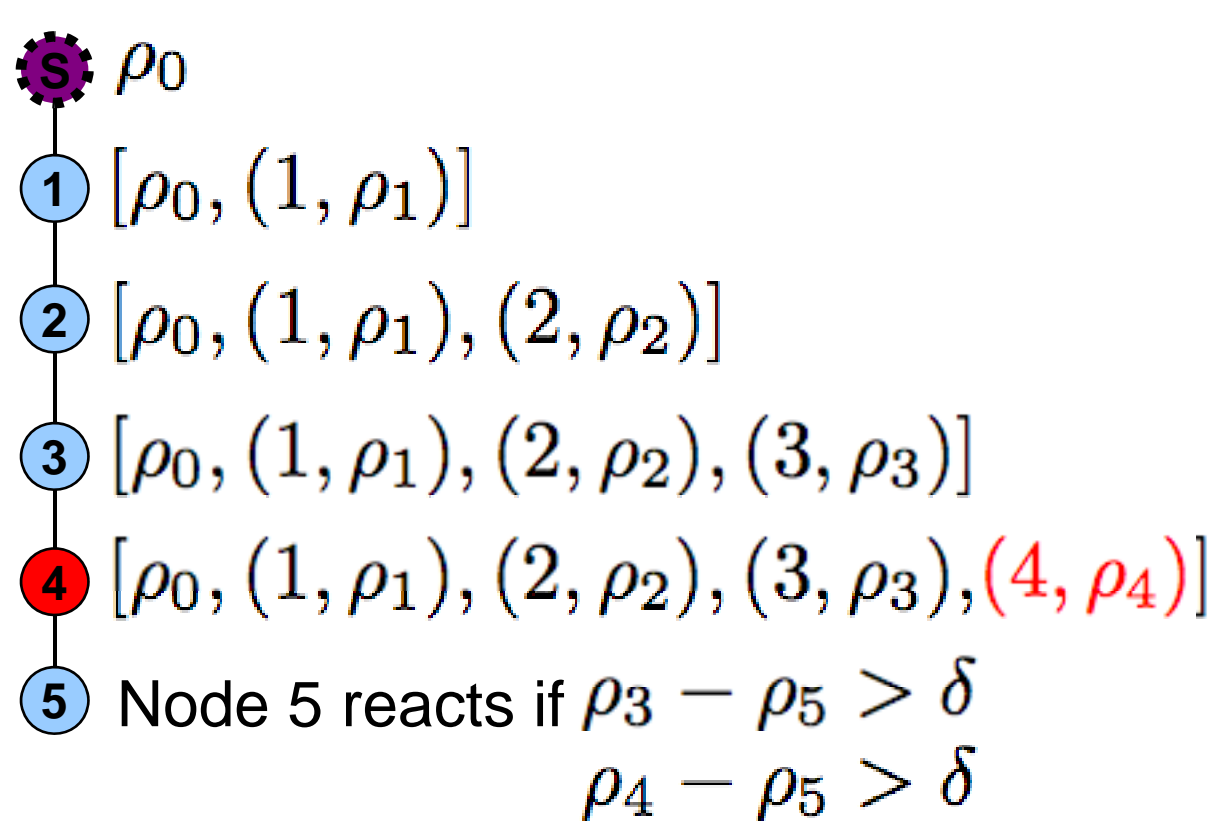 S ρ₀
1 [ρ₀, (1, ρ₁)]
2 [ρ₀, (1, ρ₁), (2, ρ₂)]
3 [ρ₀, (1, ρ₁), (2, ρ₂), (3, ρ₃)]
4 [ρ₀, (1, ρ₁), (2, ρ₂), (3, ρ₃), (4, ρ₄)]
5 Node 5 reacts if ρ₃ − ρ₅ > δ
ρ₄ − ρ₅ > δ